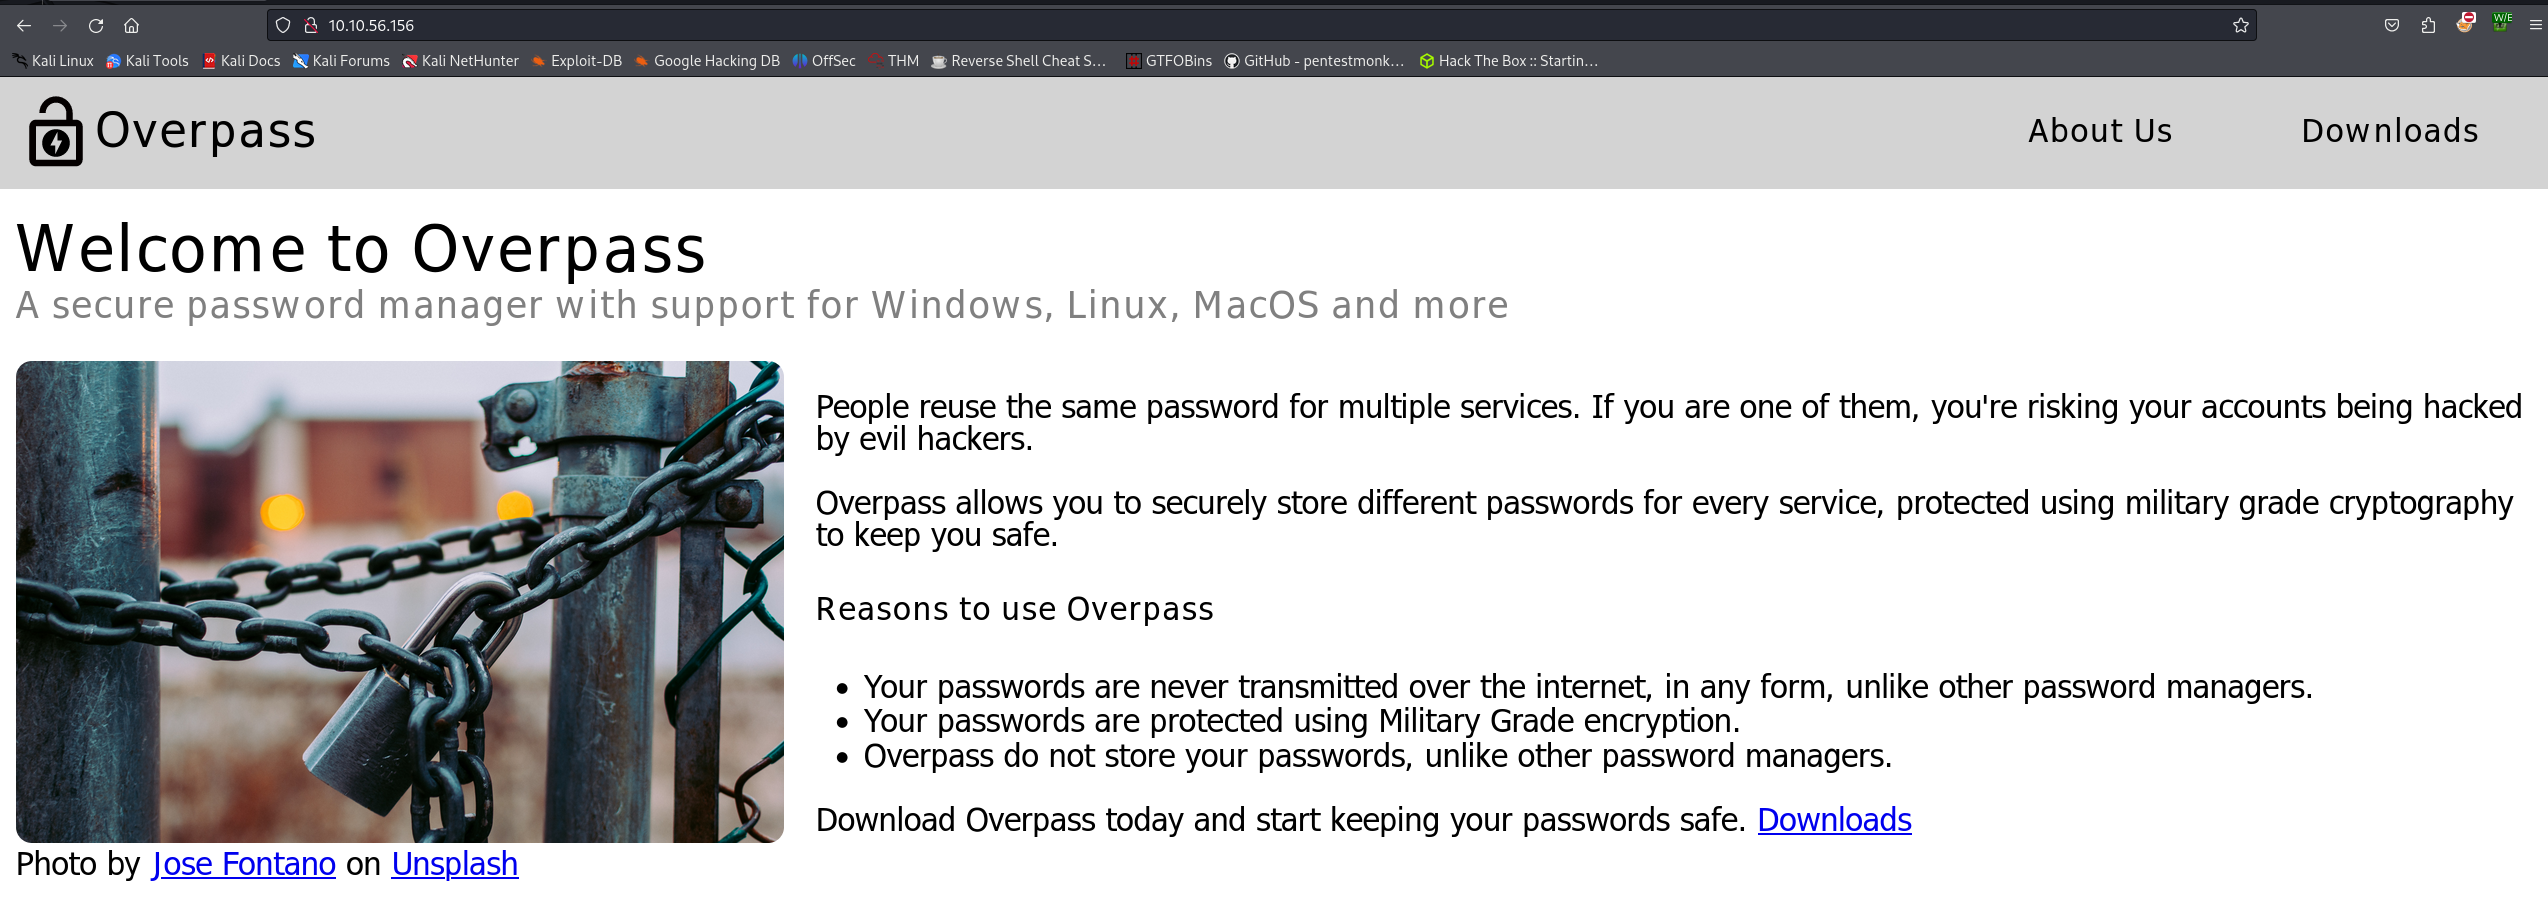 10.10.56.156
W/E
Kali Linux Kali Tools Kali Docs Kali Forums Kali NetHunter Exploit-DB Google Hacking DB OffSec THM Reverse Shell Cheat S… GTFOBins GitHub - pentestmonk… Hack The Box :: Startin…
Overpass About Us Downloads
Welcome to Overpass
A secure password manager with support for Windows, Linux, MacOS and more
People reuse the same password for multiple services. If you are one of them, you're risking your accounts being hacked
by evil hackers.
Overpass allows you to securely store different passwords for every service, protected using military grade cryptography
to keep you safe.
Reasons to use Overpass
• Your passwords are never transmitted over the internet, in any form, unlike other password managers.
• Your passwords are protected using Military Grade encryption.
• Overpass do not store your passwords, unlike other password managers.
Download Overpass today and start keeping your passwords safe. Downloads
Photo by Jose Fontano on Unsplash